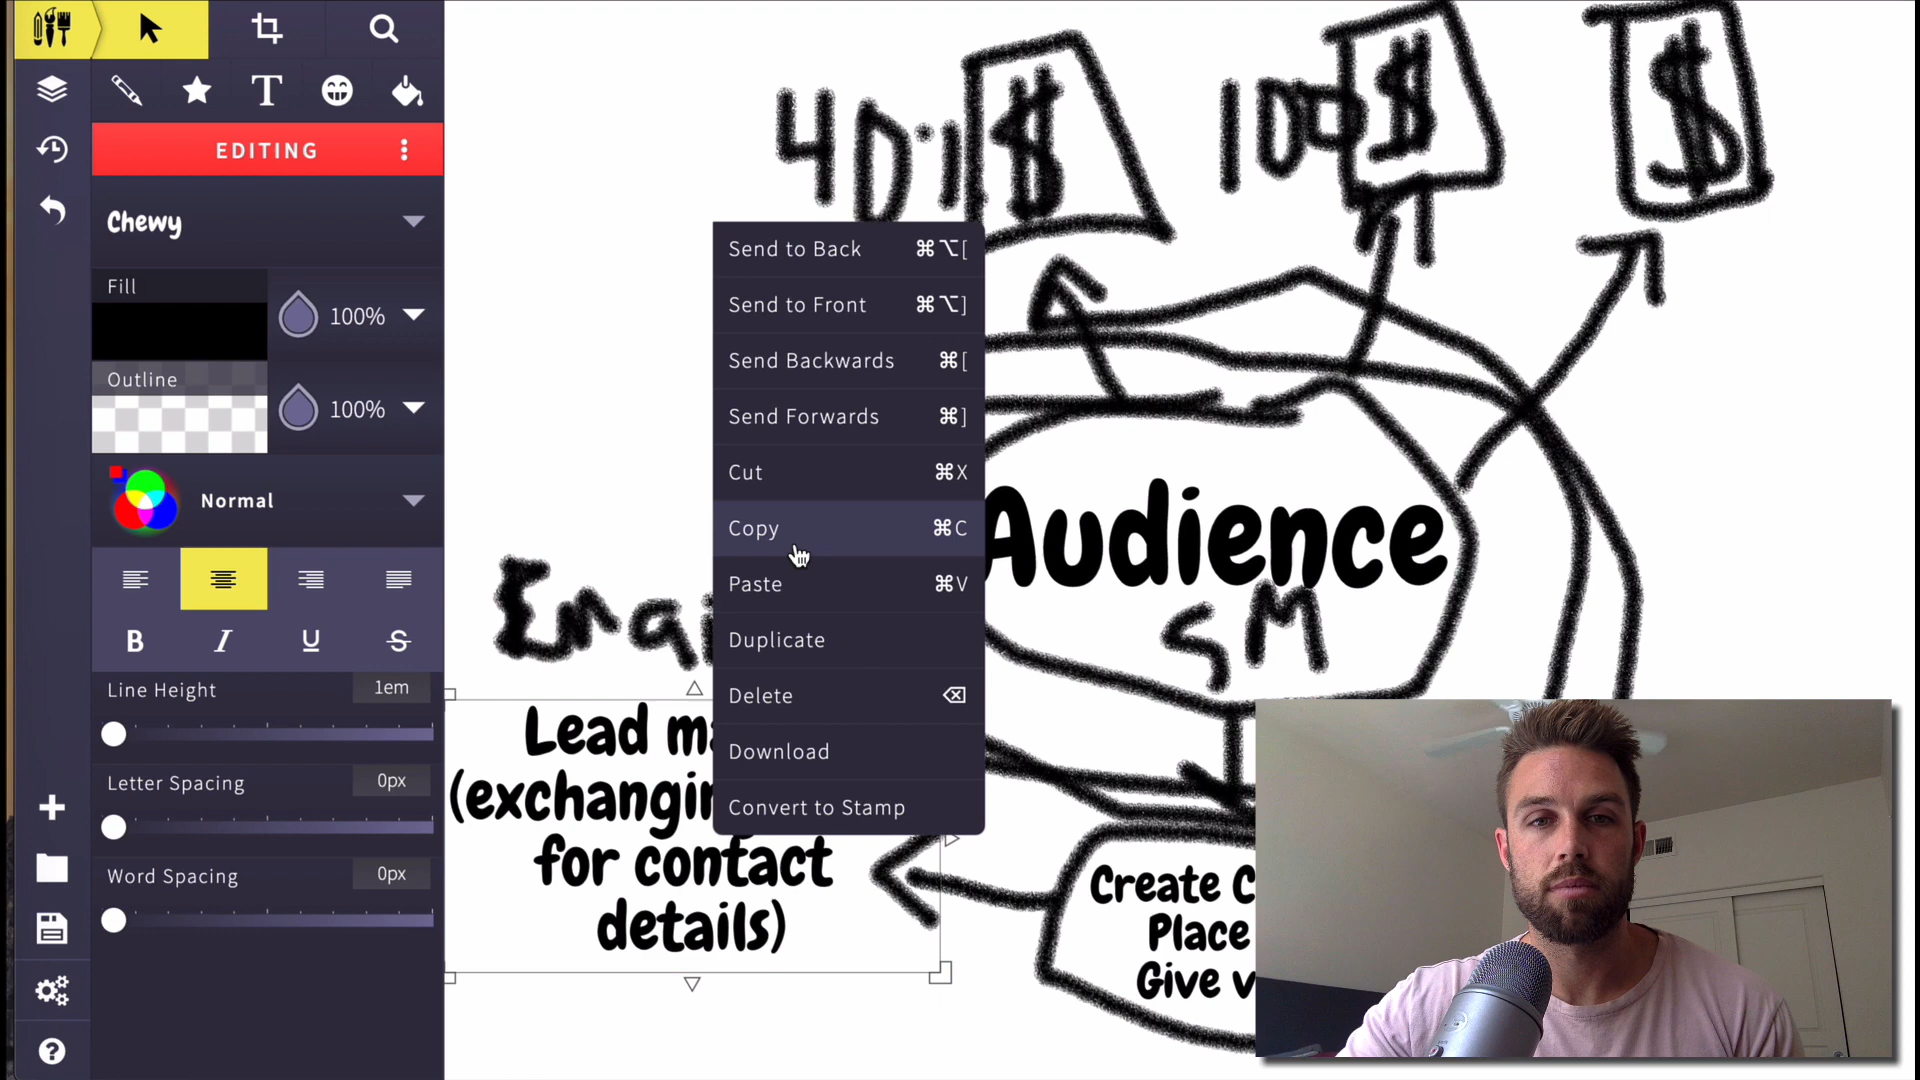 EDITING
Chewy
Fill
100%
Outline
100%
Normal
B I U S
Line Height 1em
Letter Spacing 0px
Word Spacing 0px
Send to Back ⌘⌥[
Send to Front ⌘⌥]
Send Backwards ⌘[
Send Forwards ⌘]
Cut ⌘X
Copy ⌘C
Paste ⌘V
Duplicate
Delete
Download
Convert to Stamp
$
$
$
Audience
SM
Lead
(exchangin
for contact
details)
Create
Place
Give